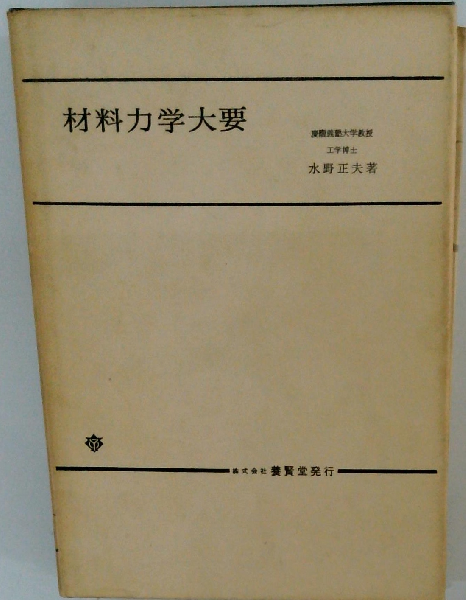 材料力学大要
慶應義塾大学教授
工学博士
水野正夫著
株式会社 養賢堂発行